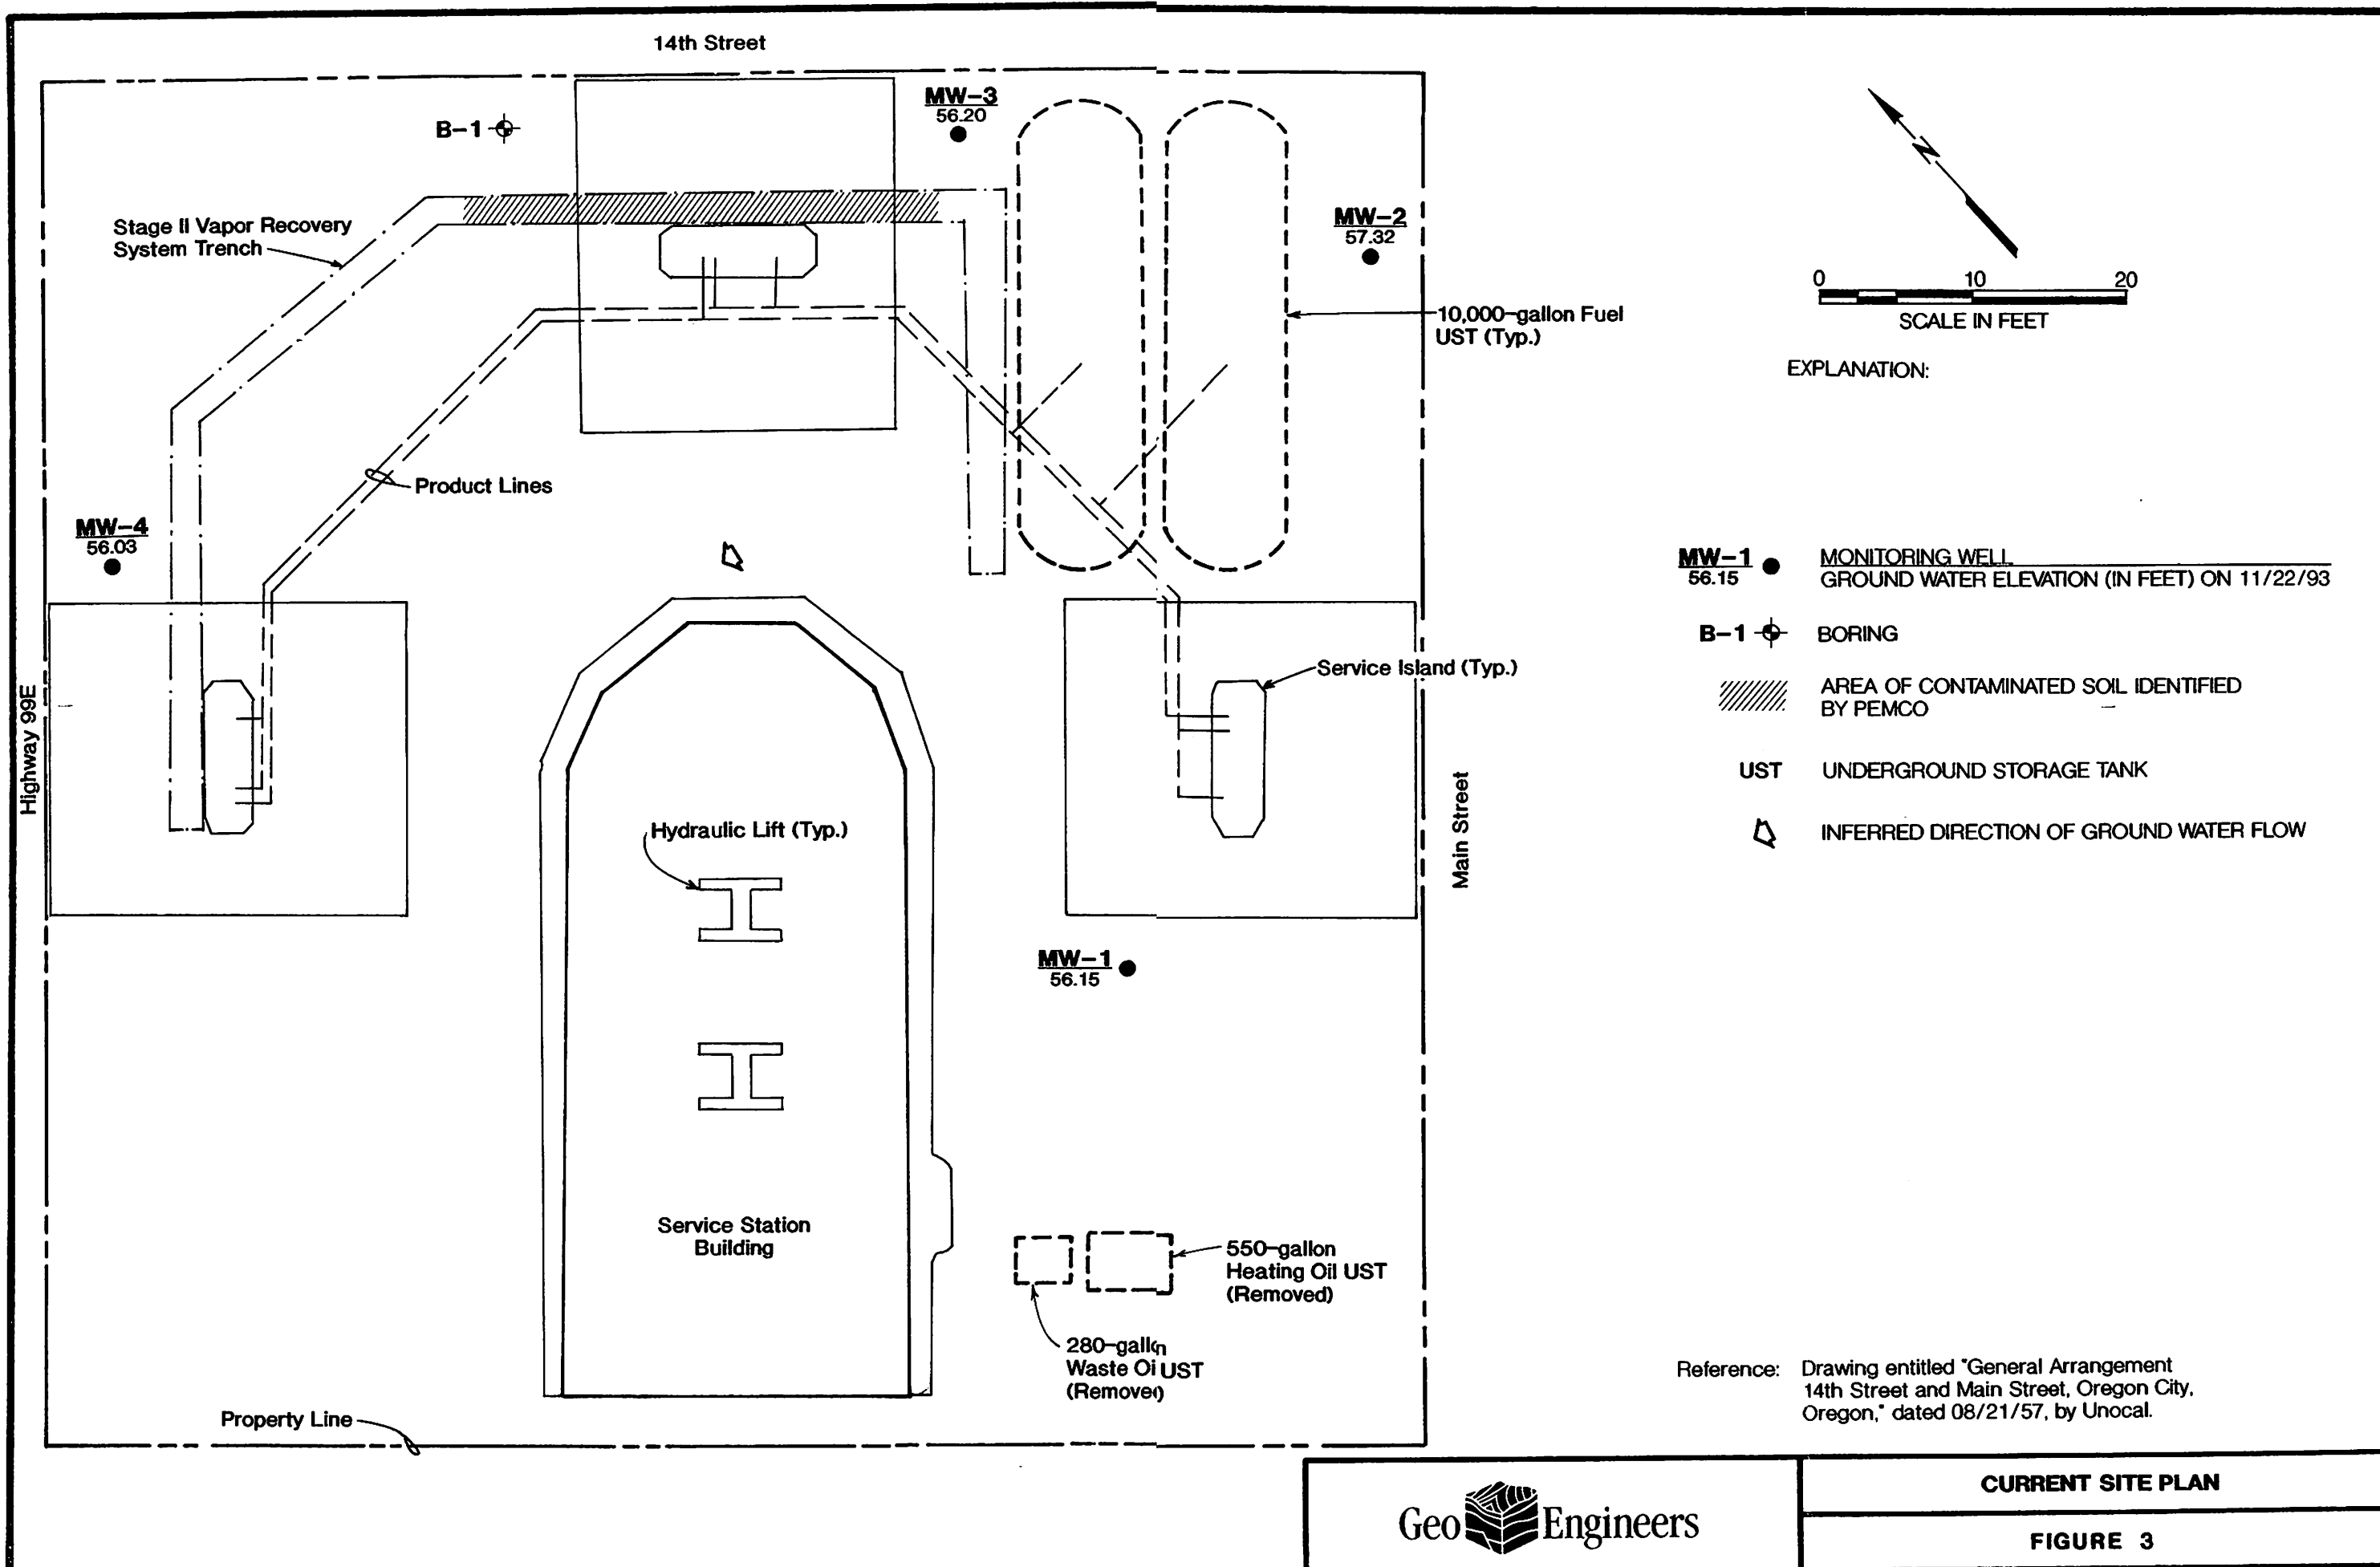 14th Street
B-1
MW-3
56.20
MW-2
57.32
Stage II Vapor Recovery
System Trench
10,000-gallon Fuel
UST (Typ.)
Product Lines
MW-4
56.03
Highway 99E
Service Island (Typ.)
Main Street
Hydraulic Lift (Typ.)
MW-1
56.15
Service Station
Building
550-gallon
Heating Oil UST
(Removed)
280-gallon
Waste Oi UST
(Remove)
Property Line
N
0 10 20
SCALE IN FEET
EXPLANATION:
MW-1 MONITORING WELL
56.15 GROUND WATER ELEVATION (IN FEET) ON 11/22/93
B-1 BORING
AREA OF CONTAMINATED SOIL IDENTIFIED
BY PEMCO
UST UNDERGROUND STORAGE TANK
INFERRED DIRECTION OF GROUND WATER FLOW
Reference: Drawing entitled "General Arrangement
14th Street and Main Street, Oregon City,
Oregon," dated 08/21/57, by Unocal.
Geo Engineers
CURRENT SITE PLAN
FIGURE 3